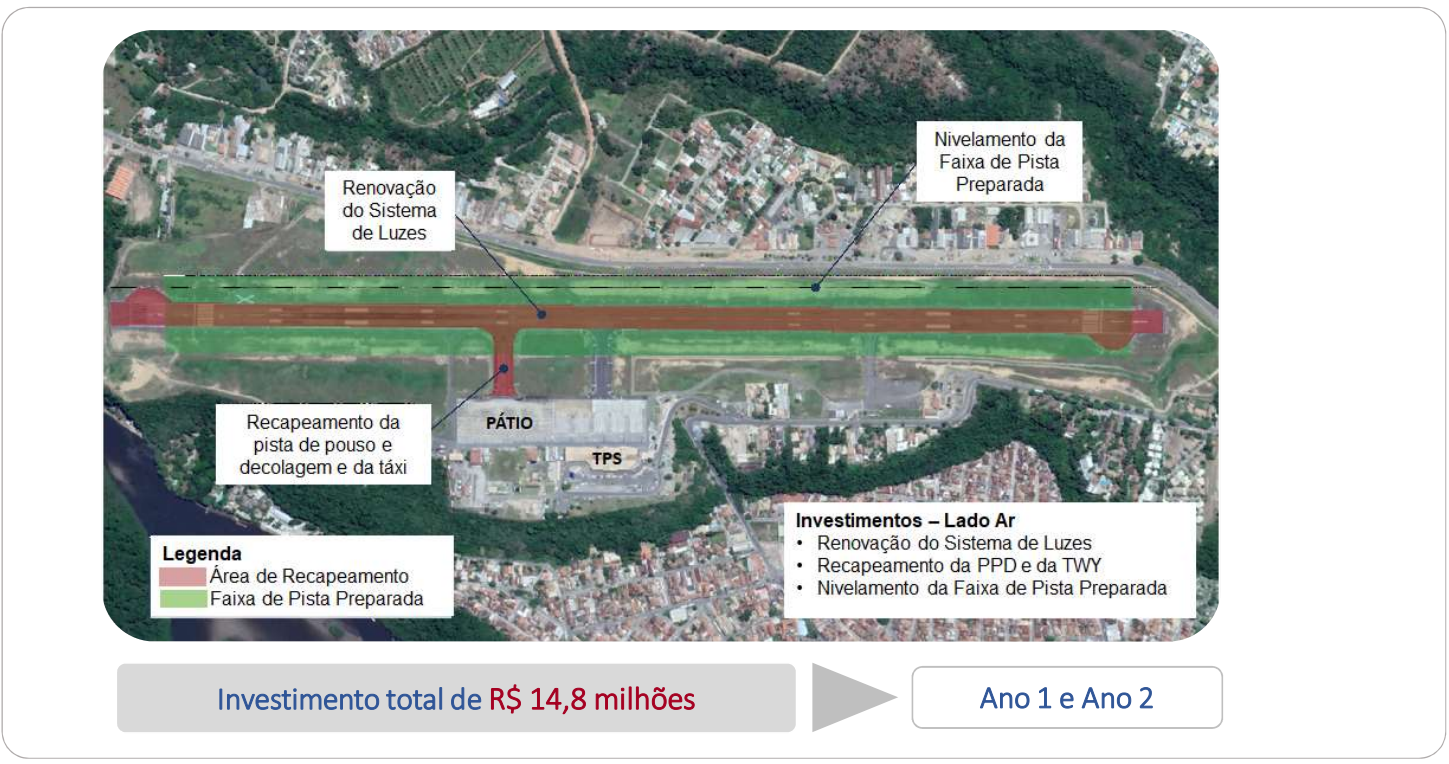 Nivelamento da
Faixa de Pista
Preparada
Renovação
do Sistema
de Luzes
Recapeamento da
pista de pouso e
decolagem e da táxi
PÁTIO
TPS
Legenda
Área de Recapeamento
Faixa de Pista Preparada
Investimentos – Lado Ar
• Renovação do Sistema de Luzes
• Recapeamento da PPD e da TWY
• Nivelamento da Faixa de Pista Preparada
Investimento total de R$ 14,8 milhões
Ano 1 e Ano 2